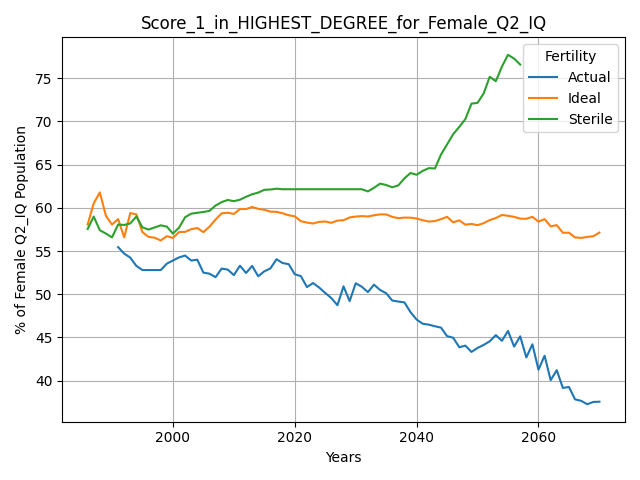 Score_1_in_HIGHEST_DEGREE_for_Female_Q2_IQ
% of Female Q2_IQ Population
75
70
65
60
55
50
45
40
Fertility
Actual
Ideal
Sterile
2000 2020 2040 2060
Years